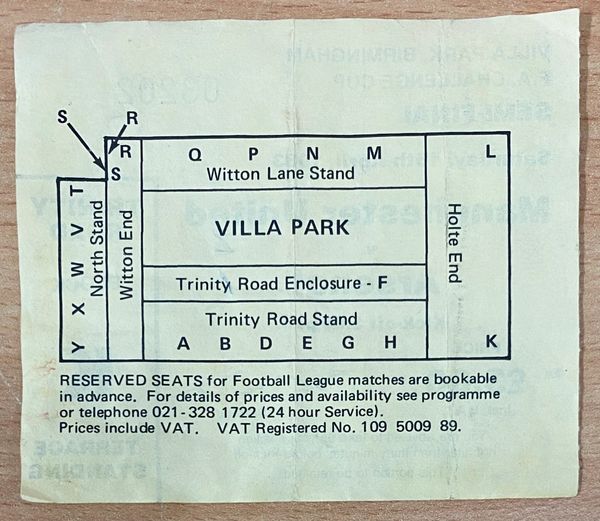 S R
R
S
Q P N M L
Witton Lane Stand
T
V
W
X
Y
North Stand
Witton End
VILLA PARK
Holte End
Trinity Road Enclosure - F
Trinity Road Stand
A B D E G H K
RESERVED SEATS for Football League matches are bookable
in advance. For details of prices and availability see programme
or telephone 021-328 1722 (24 hour Service).
Prices include VAT. VAT Registered No. 109 5009 89.